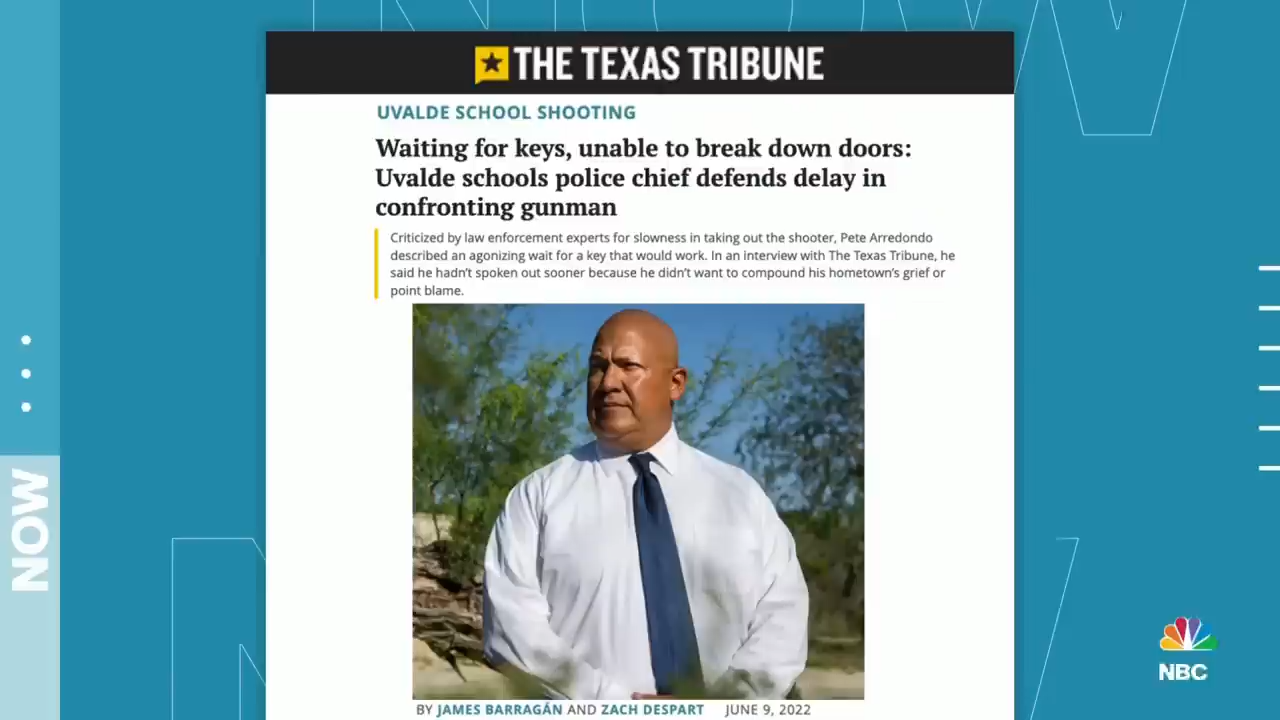 THE TEXAS TRIBUNE
UVALDE SCHOOL SHOOTING
Waiting for keys, unable to break down doors:
Uvalde schools police chief defends delay in
confronting gunman
Criticized by law enforcement experts for slowness in taking out the shooter, Pete Arredondo
described an agonizing wait for a key that would work. In an interview with The Texas Tribune, he
said he hadn't spoken out sooner because he didn't want to compound his hometown's grief or
point blame.
BY JAMES BARRAGÁN AND ZACH DESPART JUNE 9, 2022
NOW
NBC